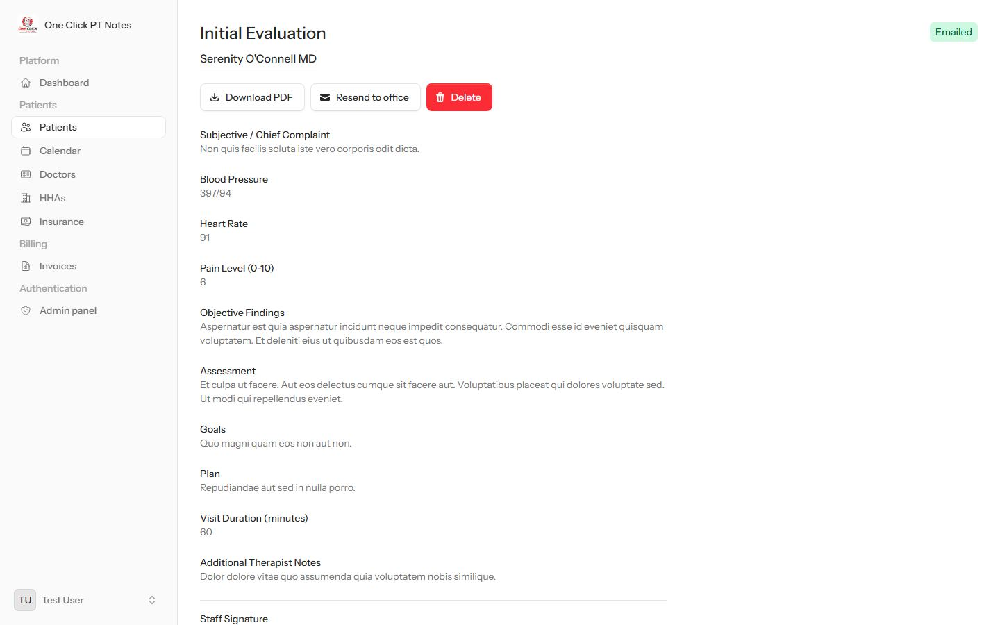 One Click PT Notes
Platform
Dashboard
Patients
Patients
Calendar
Doctors
HHAs
Insurance
Billing
Invoices
Authentication
Admin panel
TU Test User
Initial Evaluation
Emailed
Serenity O'Connell MD
Download PDF Resend to office Delete
Subjective / Chief Complaint
Non quis facilis soluta iste vero corporis odit dicta.
Blood Pressure
397/94
Heart Rate
91
Pain Level (0-10)
6
Objective Findings
Aspernatur est quia aspernatur incidunt neque impedit consequatur. Commodi esse id eveniet quisquam
voluptatem. Et deleniti eius ut quibusdam eos est quos.
Assessment
Et culpa ut facere. Aut eos delectus cumque sit facere aut. Voluptatibus placeat qui dolores voluptate sed.
Ut modi qui repellendus eveniet.
Goals
Quo magni quam eos non aut non.
Plan
Repudiandae aut sed in nulla porro.
Visit Duration (minutes)
60
Additional Therapist Notes
Dolor dolore vitae quo assumenda quia voluptatem nobis similique.
Staff Signature